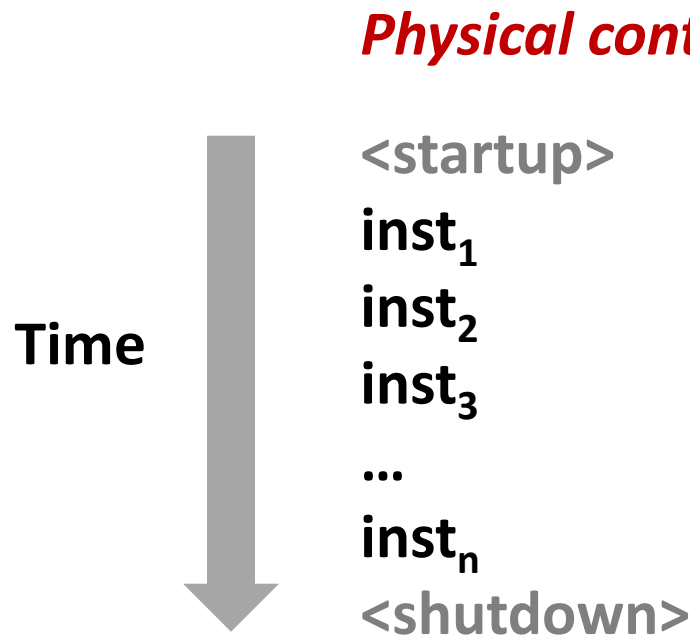 Physical cont
<startup>
inst₁
inst₂
Time
inst₃
...
instₙ
<shutdown>